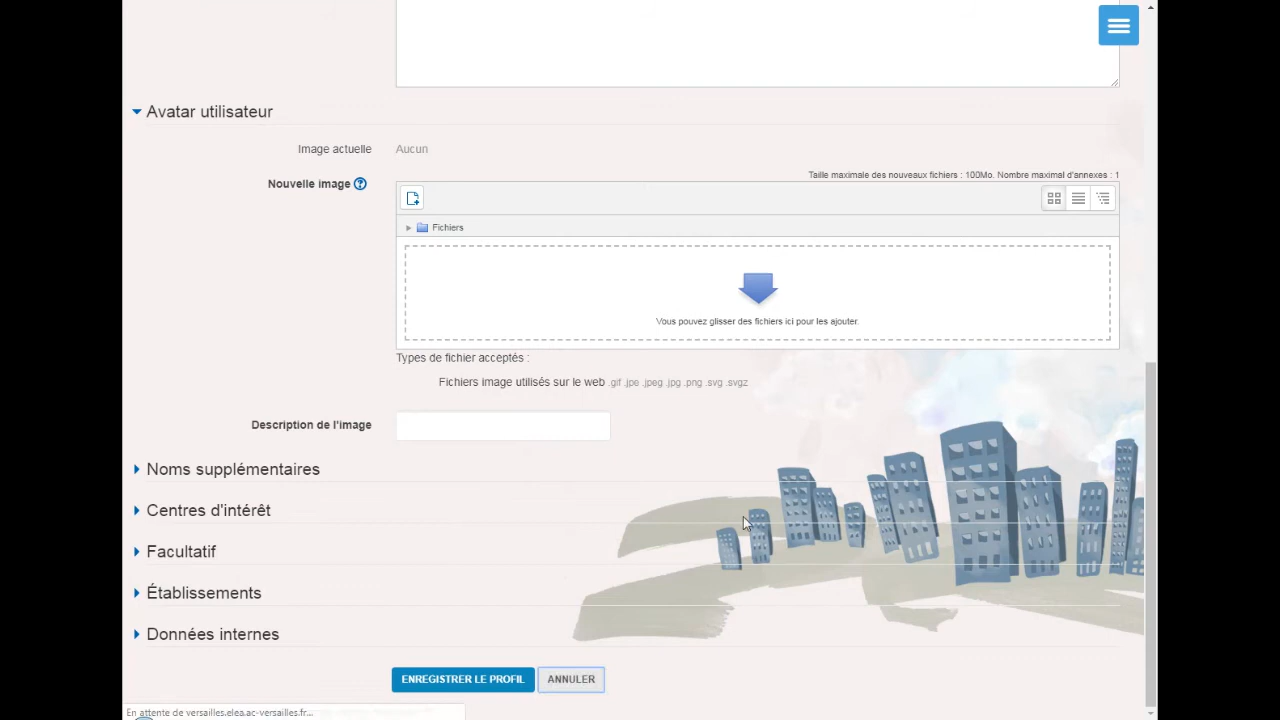 Avatar utilisateur
Image actuelle
Aucun
Nouvelle image
Taille maximale des nouveaux fichiers : 100Mo. Nombre maximal d'annexes : 1
Fichiers
Vous pouvez glisser des fichiers ici pour les ajouter.
Types de fichier acceptés :
Fichiers image utilisés sur le web .gif .jpe .jpeg .jpg .png .svg .svgz
Description de l'image
Noms supplémentaires
Centres d'intérêt
Facultatif
Établissements
Données internes
ENREGISTRER LE PROFIL
ANNULER
En attente de versailles.elea.ac-versailles.fr...